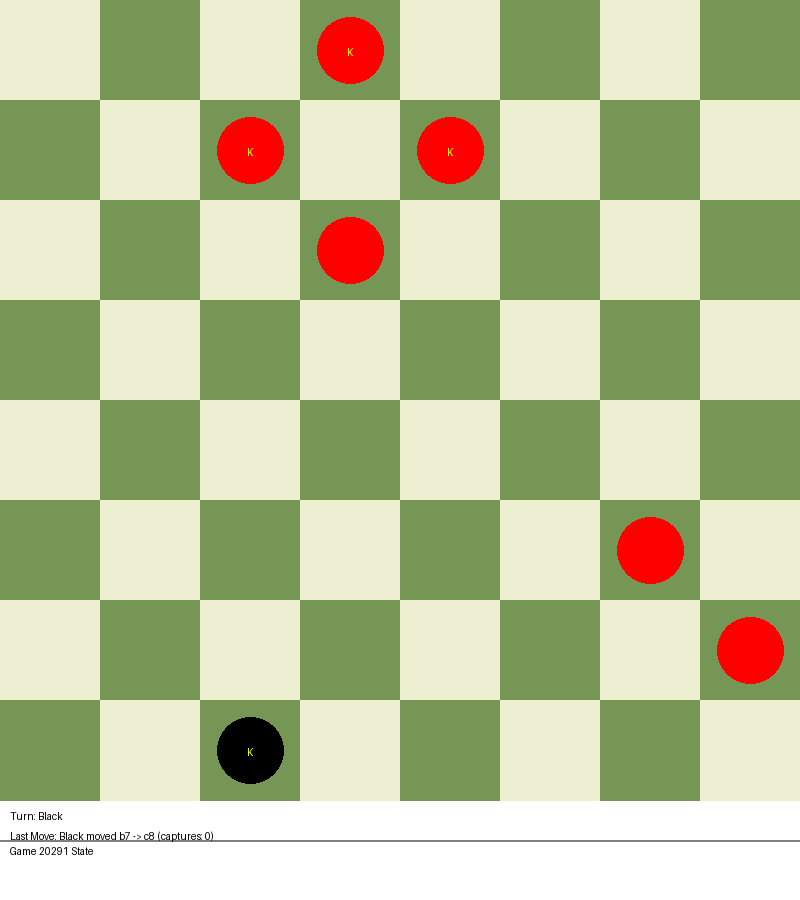 K
K K
K
Turn: Black
Last Move: Black moved b7 -> c8 (captures: 0)
Game 20291 State